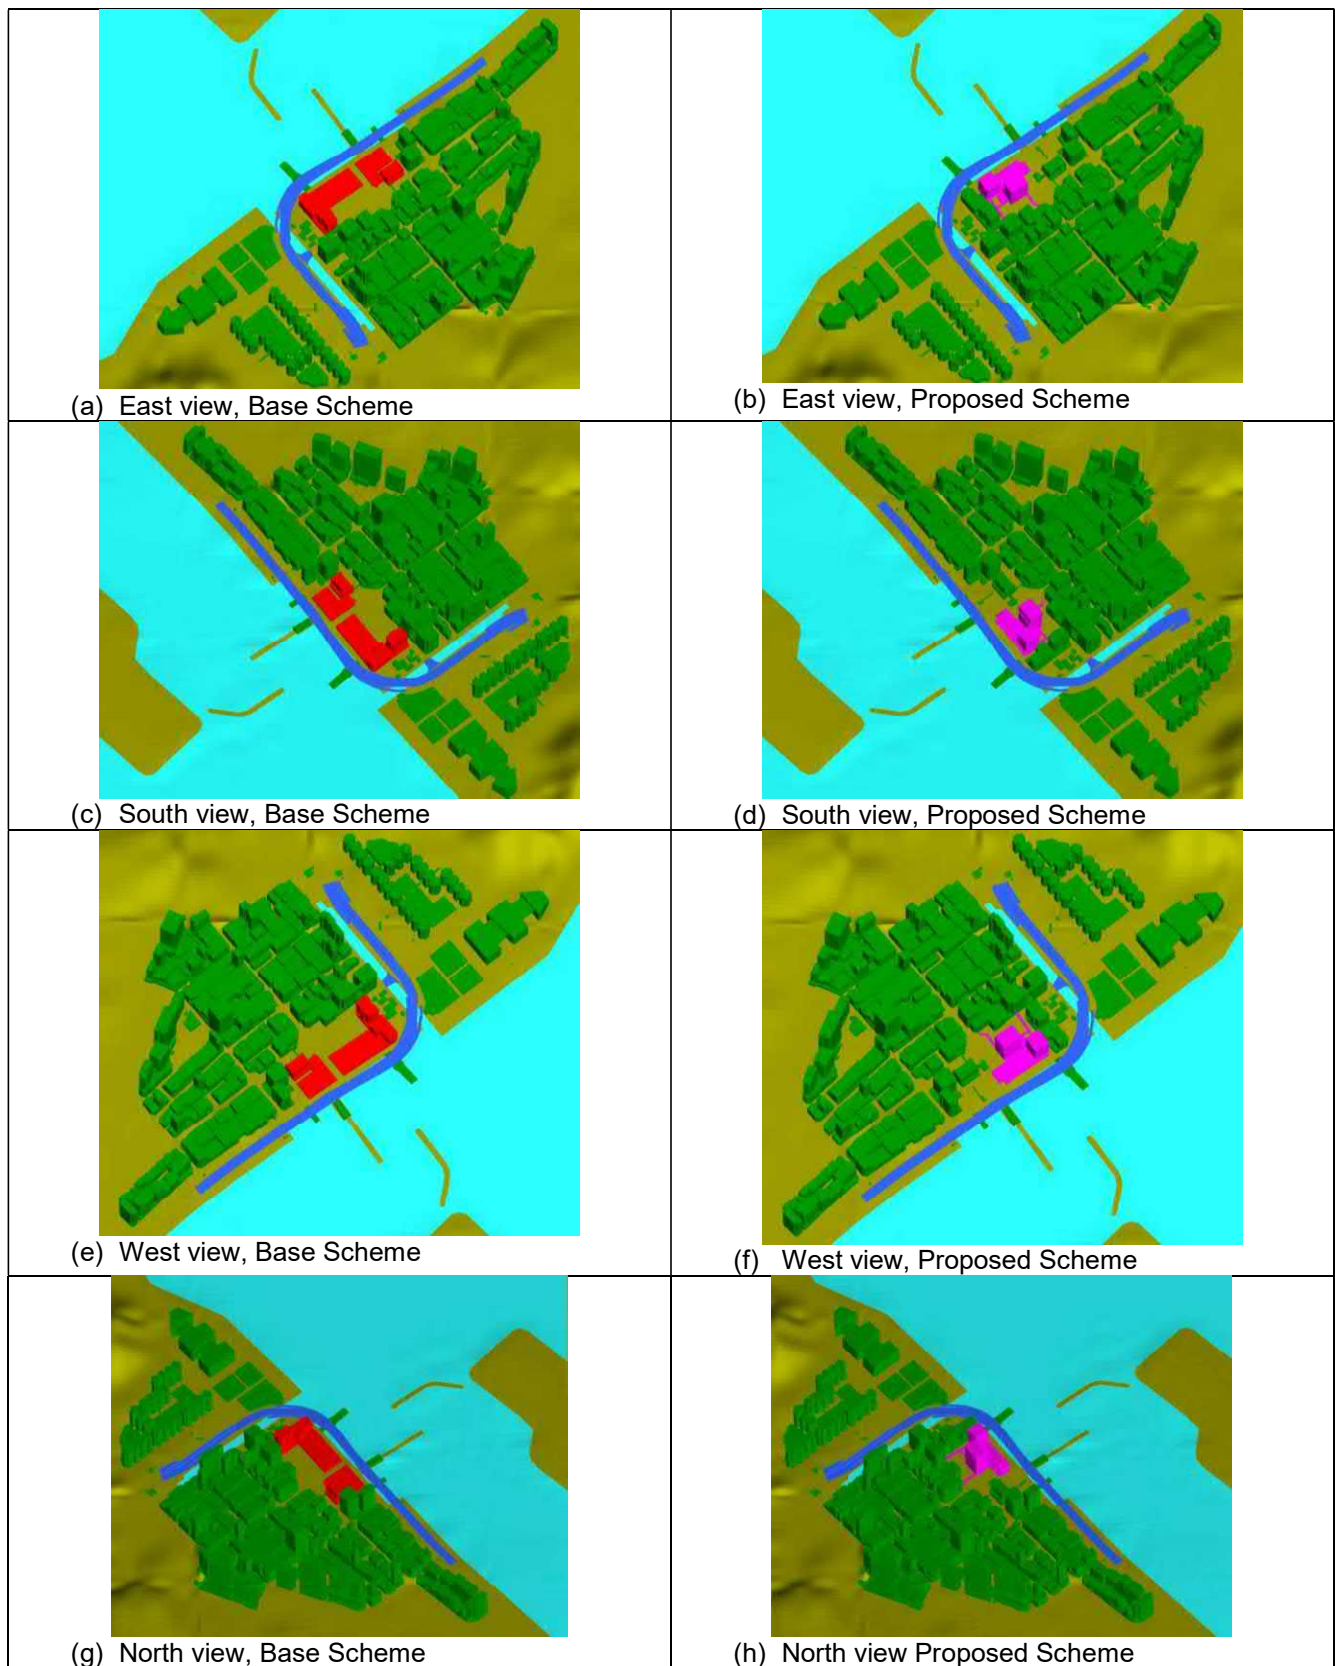 (a) East view, Base Scheme
(b) East view, Proposed Scheme
(c) South view, Base Scheme
(d) South view, Proposed Scheme
(e) West view, Base Scheme
(f) West view, Proposed Scheme
(g) North view, Base Scheme
(h) North view Proposed Scheme